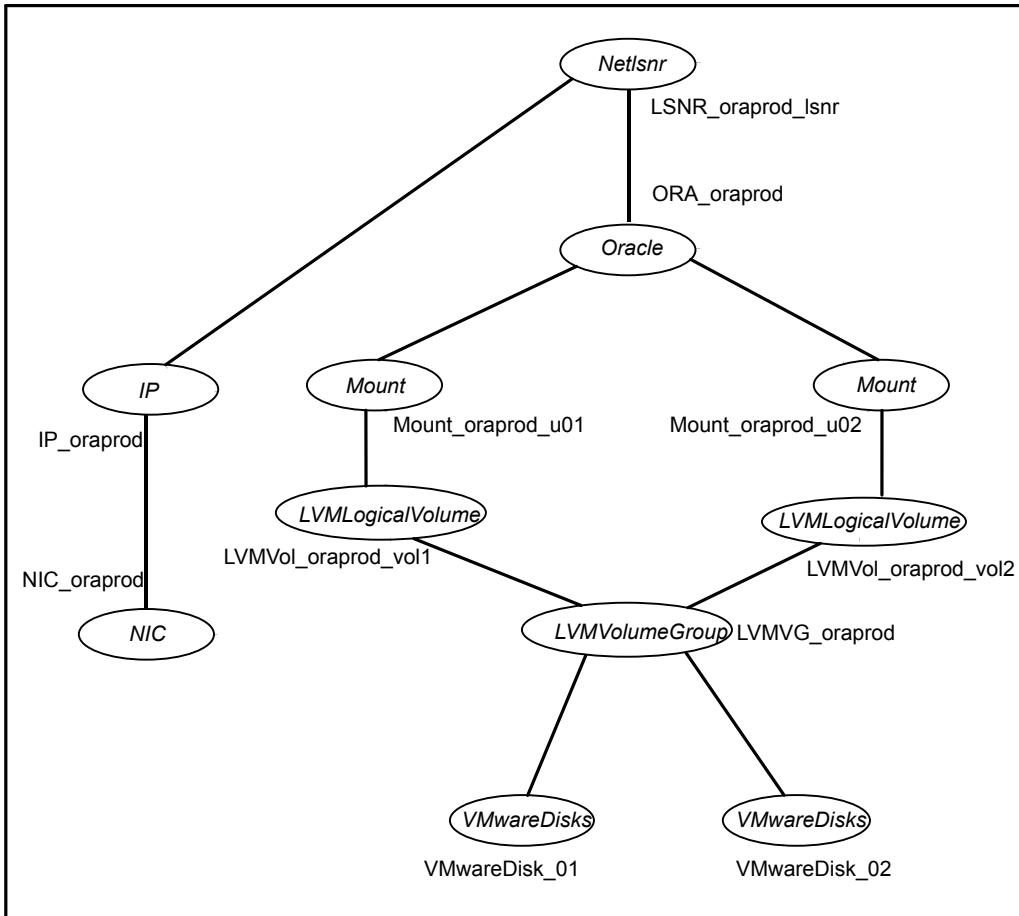 Netlsnr
LSNR_oraprod_lsnr
ORA_oraprod
Oracle
IP
Mount
Mount
IP_oraprod
Mount_oraprod_u01
Mount_oraprod_u02
LVMLogicalVolume
LVMLogicalVolume
LVMVol_oraprod_vol1
LVMVol_oraprod_vol2
NIC_oraprod
NIC
LVMVolumeGroup
LVMVG_oraprod
VMwareDisks
VMwareDisks
VMwareDisk_01
VMwareDisk_02